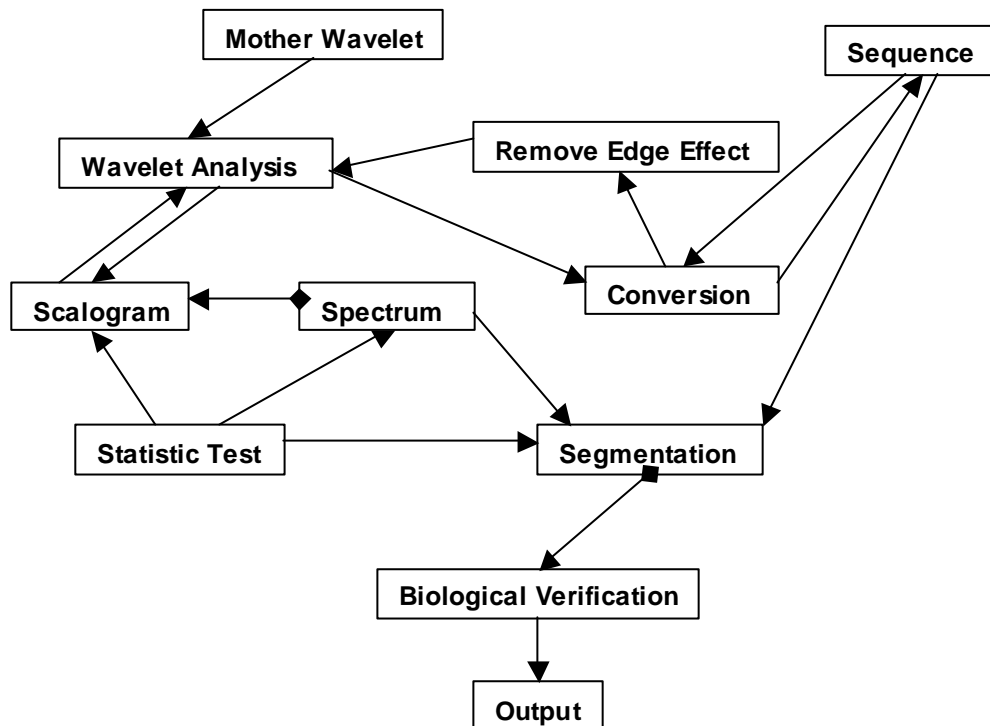 Mother Wavelet
Sequence
Wavelet Analysis
Remove Edge Effect
Scalogram
Spectrum
Conversion
Statistic Test
Segmentation
Biological Verification
Output